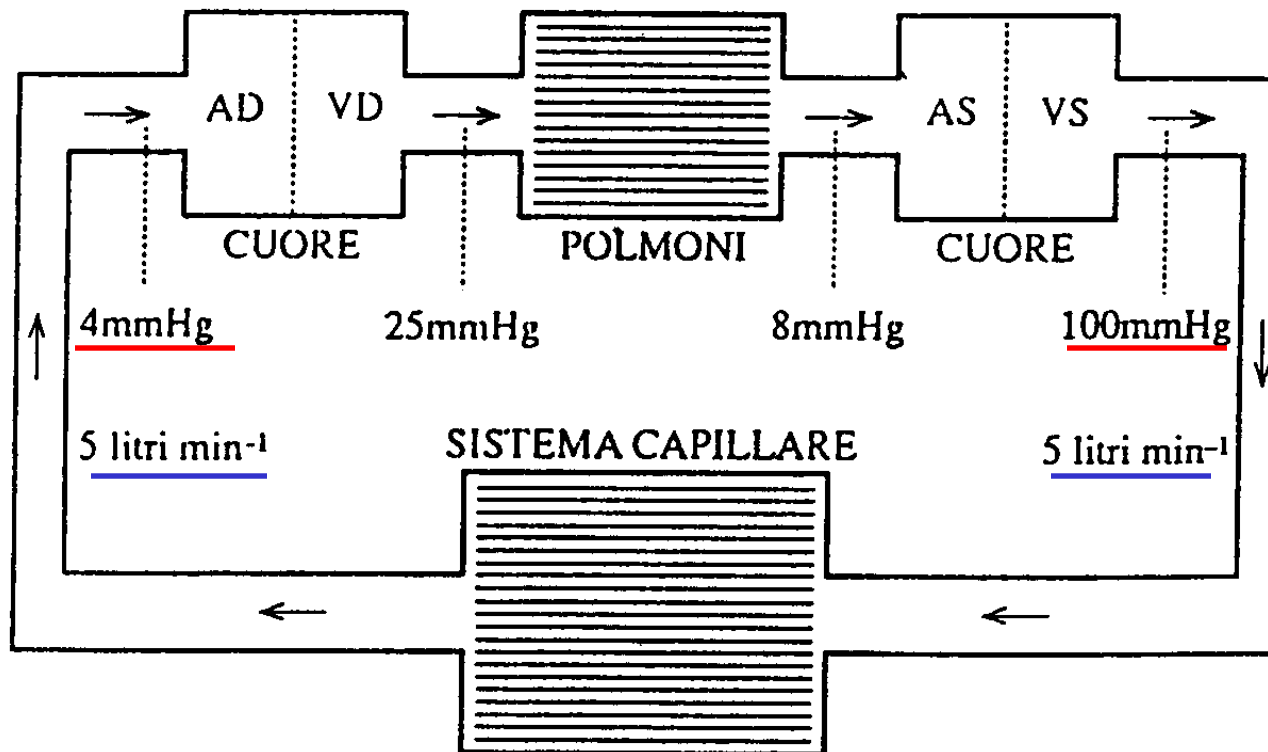 AD VD AS VS
CUORE POLMONI CUORE
4mmHg 25mmHg 8mmHg 100mmHg
SISTEMA CAPILLARE
5 litri min⁻¹ 5 litri min⁻¹